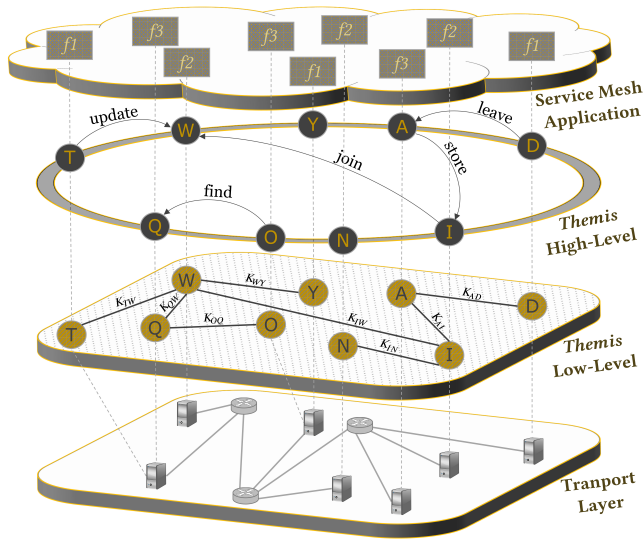 f3
f2
f2
f1
f3
f1
f2
f1
f3
Service Mesh
Application
leave
update
W
Y
A
D
T
store
join
find
Q
O
N
I
Themis
High-Level
W
K_WY
Y
A
K_AD
D
K_TW
K_QW
K_OQ
K_IW
K_AI
T
Q
O
N
K_IN
I
Themis
Low-Level
Tranport
Layer